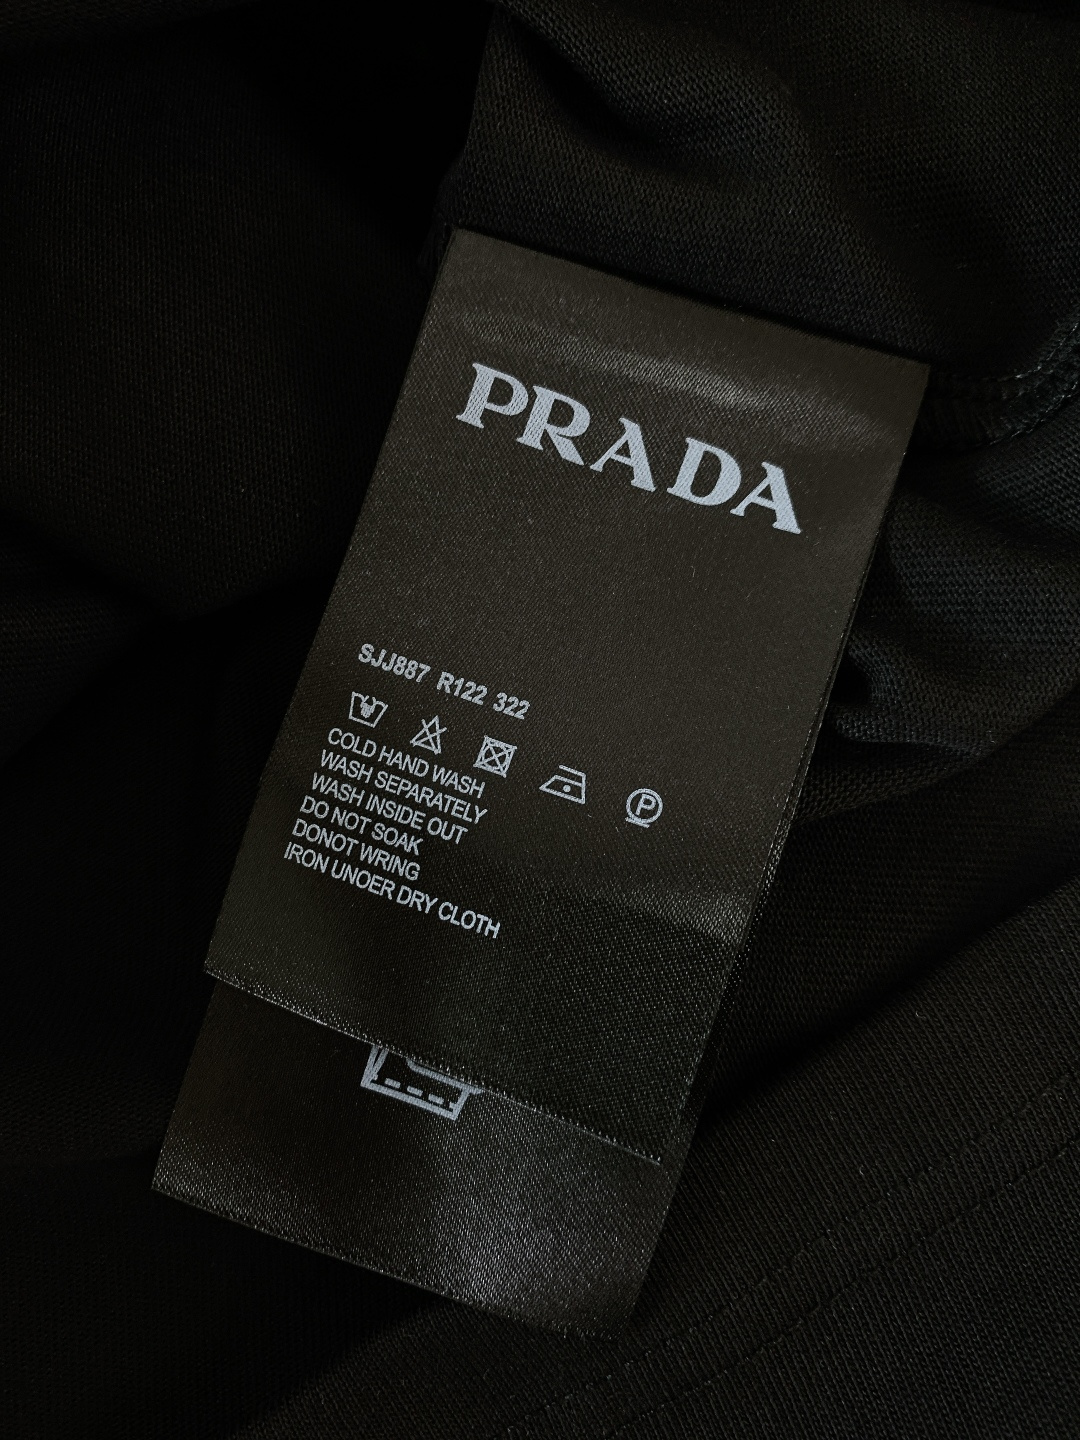 PRADA
SJJ887 R122 322
P
COLD HAND WASH
WASH SEPARATELY
WASH INSIDE OUT
DO NOT SOAK
DONOT WRING
IRON UNOER DRY CLOTH